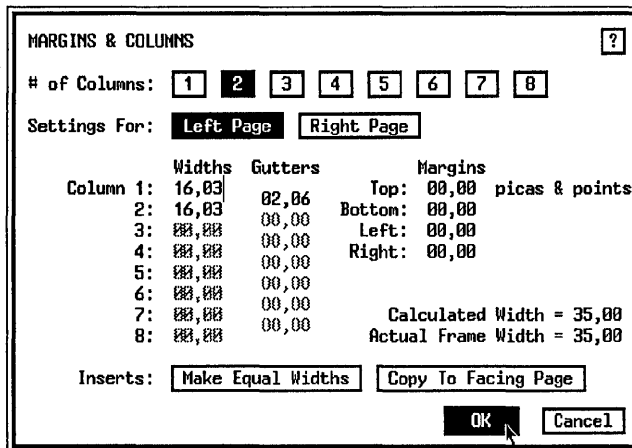 MARGINS & COLUMNS ?
# of Columns: 1 2 3 4 5 6 7 8
Settings For: Left Page Right Page
Widths Gutters Margins
Column 1: 16,03 Top: 00,00 picas & points
02,06
2: 16,03 Bottom: 00,00
00,00
3: 00,00 Left: 00,00
00,00
4: 00,00 Right: 00,00
00,00
5: 00,00
00,00
6: 00,00
00,00
7: 00,00 Calculated Width = 35,00
00,00
8: 00,00 Actual Frame Width = 35,00
Inserts: Make Equal Widths Copy To Facing Page
OK Cancel